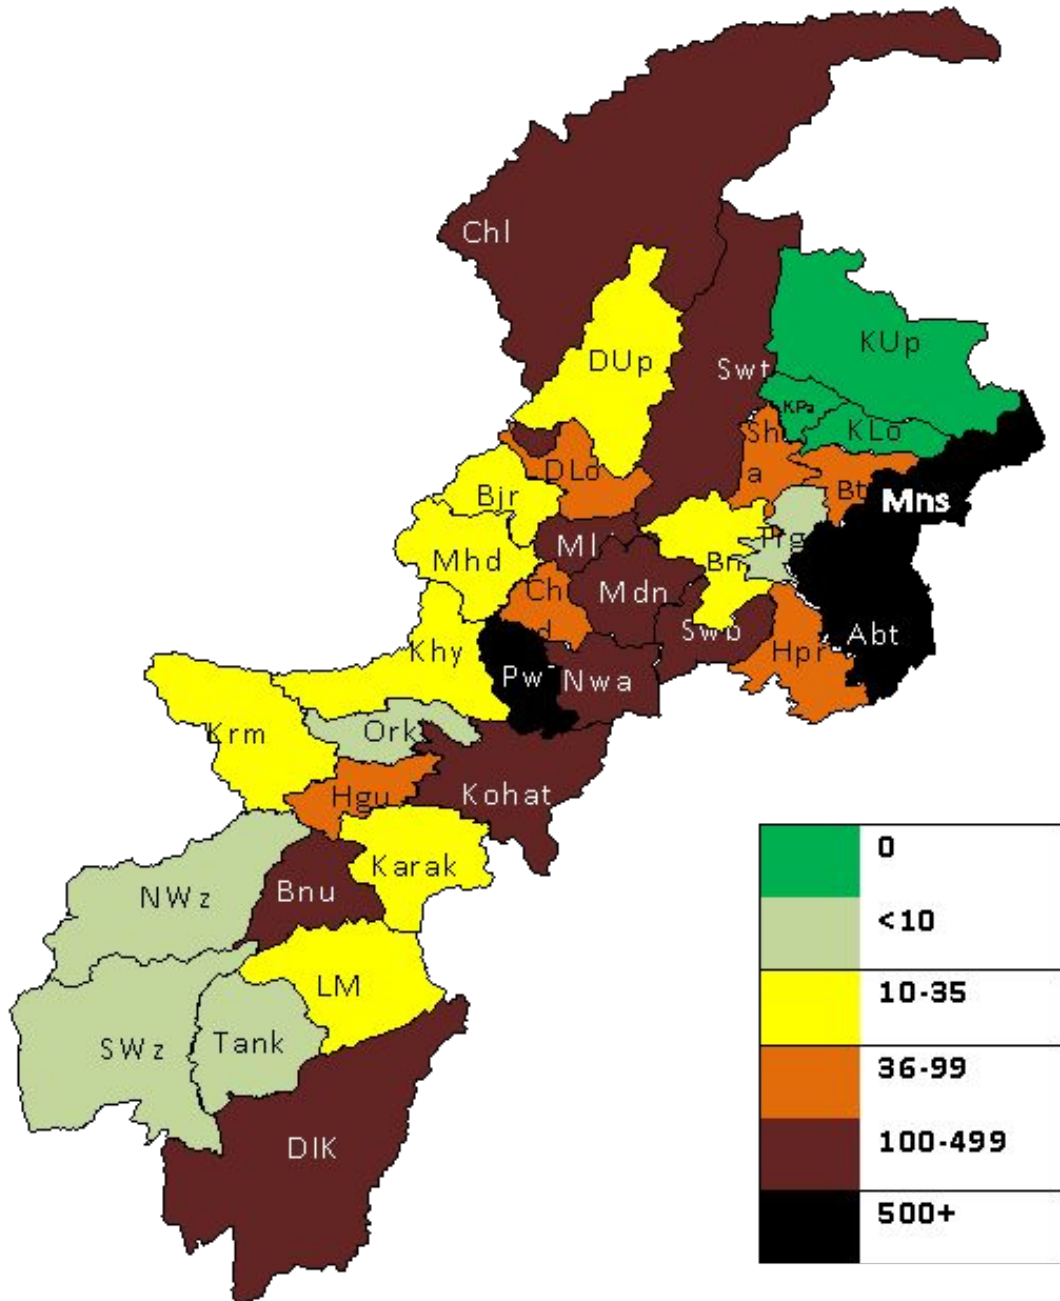 Chl
KUp
DUp
Swt
KPa
KLo
Sh
a
DLo
Bjr
Bt
Mns
Trg
Ml
Mhd
Bn
Ch
d
Mdn
Swb
Abt
Hpr
Khy
Pw
Nwa
Krm
Ork
Hgu
Kohat
Karak
NWz
Bnu
LM
SWz
Tank
DIK
0
<10
10-35
36-99
100-499
500+